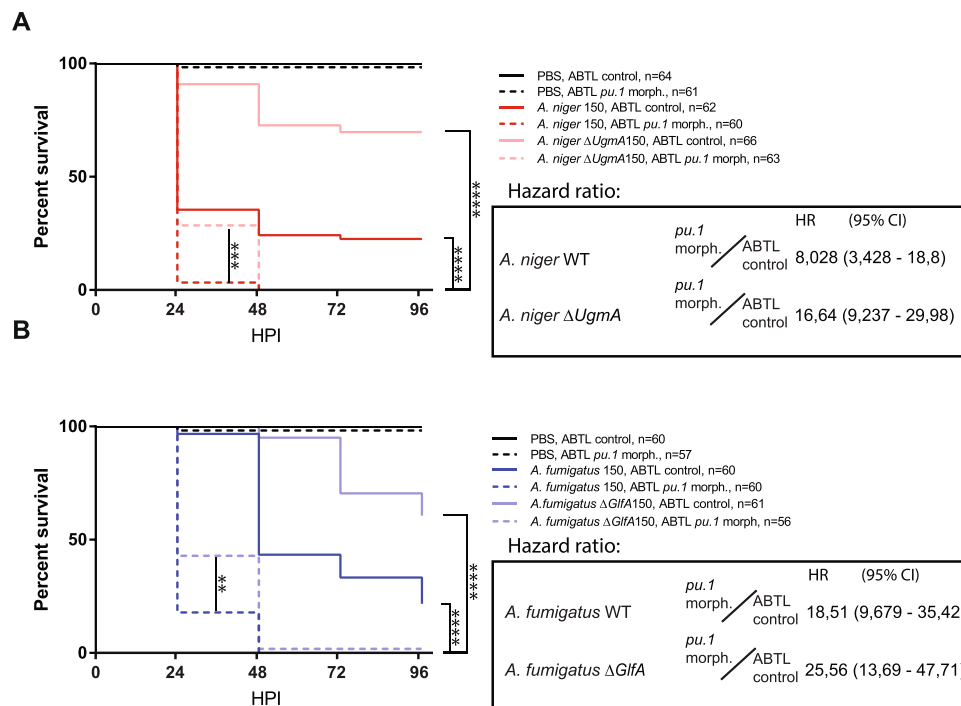 A
100
50
0
Percent survival
0
24
48
72
96
HPI
***
****
****
PBS, ABTL control, n=64
PBS, ABTL pu.1 morph., n=61
A. niger 150, ABTL control, n=62
A. niger 150, ABTL pu.1 morph., n=60
A. niger ΔUgmA150, ABTL control, n=66
A. niger ΔUgmA150, ABTL pu.1 morph, n=63
Hazard ratio:
HR (95% CI)
A. niger WT pu.1 morph. / ABTL control 8,028 (3,428 - 18,8)
A. niger ΔUgmA pu.1 morph. / ABTL control 16,64 (9,237 - 29,98)
B
100
50
0
Percent survival
0
24
48
72
96
HPI
**
****
****
PBS, ABTL control, n=60
PBS, ABTL pu.1 morph., n=57
A. fumigatus 150, ABTL control, n=60
A. fumigatus 150, ABTL pu.1 morph., n=60
A.fumigatus ΔGlfA150, ABTL control, n=61
A. fumigatus ΔGlfA150, ABTL pu.1 morph, n=56
Hazard ratio:
HR (95% CI)
A. fumigatus WT pu.1 morph. / ABTL control 18,51 (9,679 - 35,42
A. fumigatus ΔGlfA pu.1 morph. / ABTL control 25,56 (13,69 - 47,71)